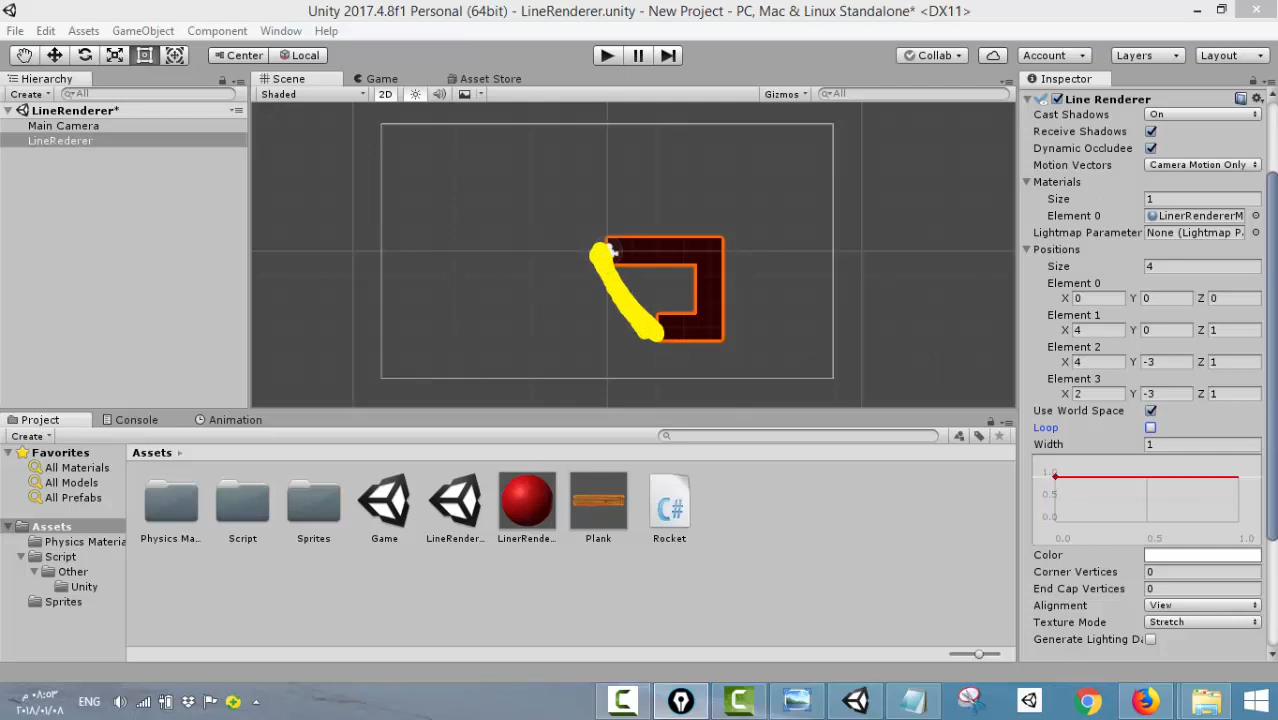 Unity 2017.4.8f1 Personal (64bit) - LineRenderer.unity - New Project - PC, Mac & Linux Standalone* <DX11>
File Edit Assets GameObject Component Window Help
Center Local Collab Account Layers Layout
Hierarchy Scene Game Asset Store Inspector
Create All Shaded 2D Gizmos All
LineRenderer*
Main Camera
LineRederer
Line Renderer
Cast Shadows On
Receive Shadows
Dynamic Occludee
Motion Vectors Camera Motion Only
Materials
Size 1
Element 0 LinerRendererM
Lightmap Parameter None (Lightmap P.
Positions
Size 4
Element 0
X 0 Y 0 Z 0
Element 1
X 4 Y 0 Z 1
Element 2
X 4 Y -3 Z 1
Element 3
X 2 Y -3 Z 1
Use World Space
Loop
Width 1
1.0
0.5
0.0
0.0 0.5 1.0
Color
Corner Vertices 0
End Cap Vertices 0
Alignment View
Texture Mode Stretch
Generate Lighting Da
Project Console Animation
Create
Favorites
All Materials
All Models
All Prefabs
Assets
Physics Materia
Script
Other
Unity
Sprites
Assets
Physics Ma... Script Sprites Game LineRender... LinerRende... Plank Rocket
C#
ENG
م ٠٨:٥٣
٢٠١٨/٠١/٠٨